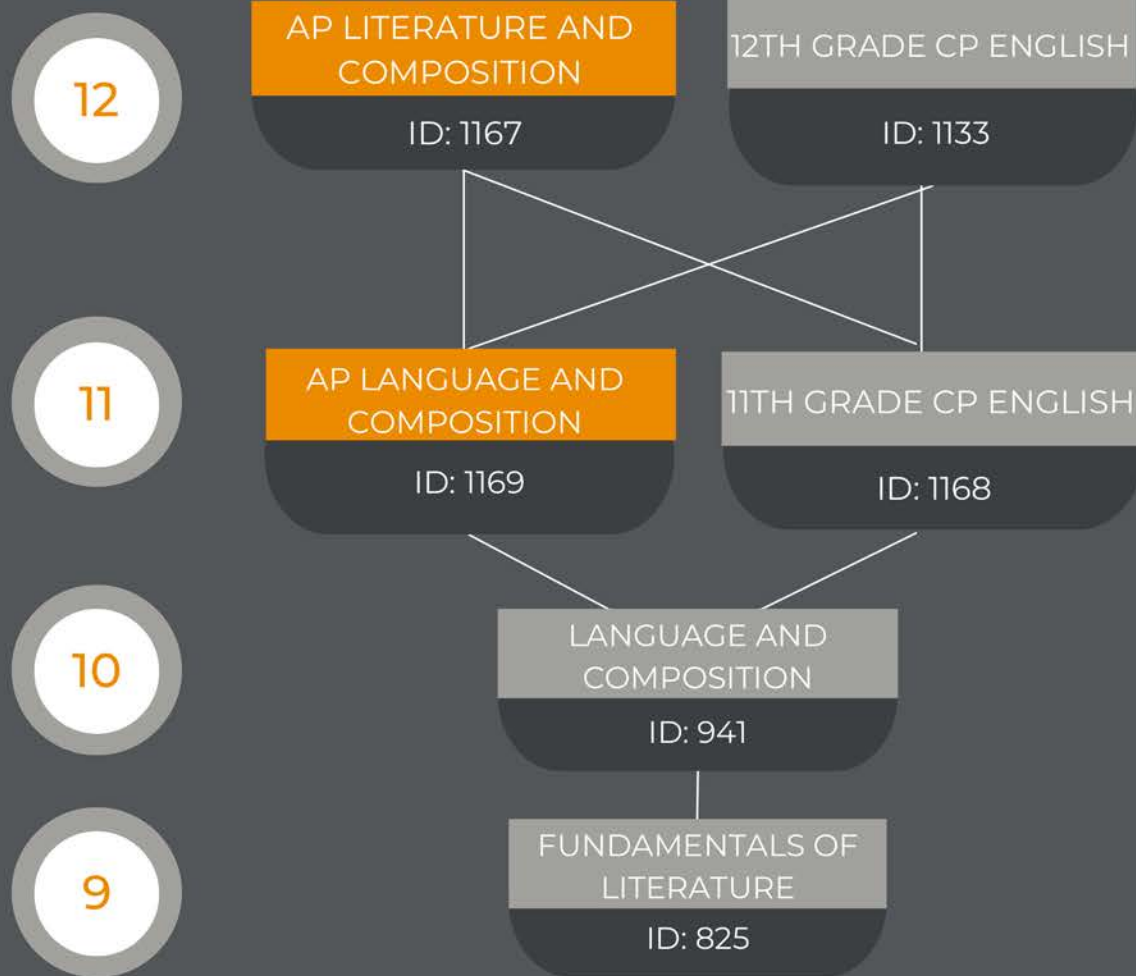 12
AP LITERATURE AND
COMPOSITION
ID: 1167
12TH GRADE CP ENGLISH
ID: 1133
11
AP LANGUAGE AND
COMPOSITION
ID: 1169
11TH GRADE CP ENGLISH
ID: 1168
10
LANGUAGE AND
COMPOSITION
ID: 941
9
FUNDAMENTALS OF
LITERATURE
ID: 825